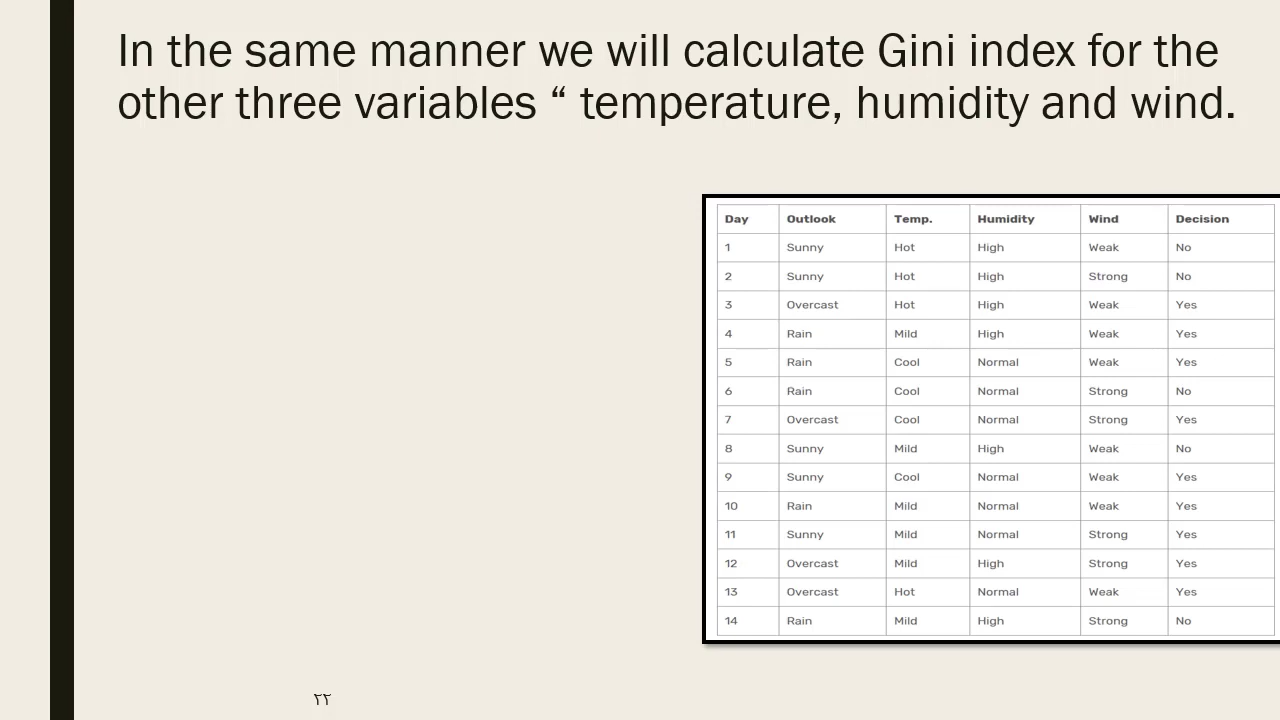 In the same manner we will calculate Gini index for the
other three variables “ temperature, humidity and wind.
Day Outlook Temp. Humidity Wind Decision
1 Sunny Hot High Weak No
2 Sunny Hot High Strong No
3 Overcast Hot High Weak Yes
4 Rain Mild High Weak Yes
5 Rain Cool Normal Weak Yes
6 Rain Cool Normal Strong No
7 Overcast Cool Normal Strong Yes
8 Sunny Mild High Weak No
9 Sunny Cool Normal Weak Yes
10 Rain Mild Normal Weak Yes
11 Sunny Mild Normal Strong Yes
12 Overcast Mild High Strong Yes
13 Overcast Hot Normal Weak Yes
14 Rain Mild High Strong No
٢٢